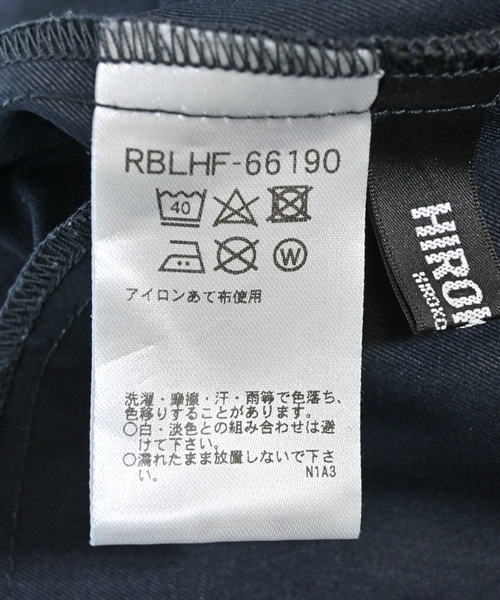 RBLHF-66190
40
W
アイロンあて布使用
洗濯・摩擦・汗・雨等で色落ち、
色移りすることがあります。
○白・淡色との組み合わせは避
けて下さい。
○濡れたまま放置しないで下さ
い。
N1A3